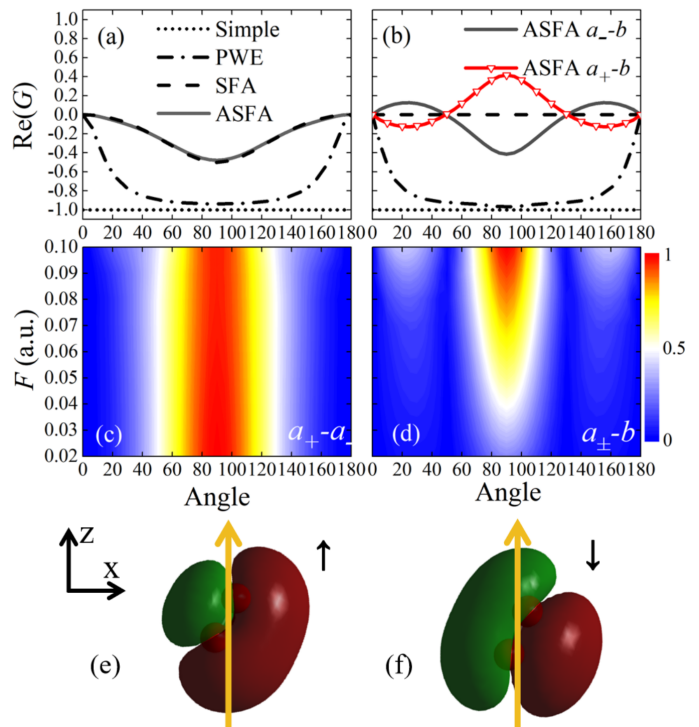 1.0 (a) Simple (b) ASFA a₋-b
0.8 PWE
0.6 SFA ASFA a₊-b
0.4 ASFA
0.2
0.0
-0.2
-0.4
-0.6
-0.8
-1.0
Re(G)
0 20 40 60 80 100 120 140 160 180 0 20 40 60 80 100 120 140 160 180
0.10 1
0.09
0.08
0.07
0.06 0.5
0.05
0.04
0.03 (c) a₊-a₋ (d) a±-b
0.02 0
F (a.u.)
0 20 40 60 80 100 120 140 160 180 0 20 40 60 80 100 120 140 160 180
Angle Angle
z ↑ ↓
x
(e) (f)